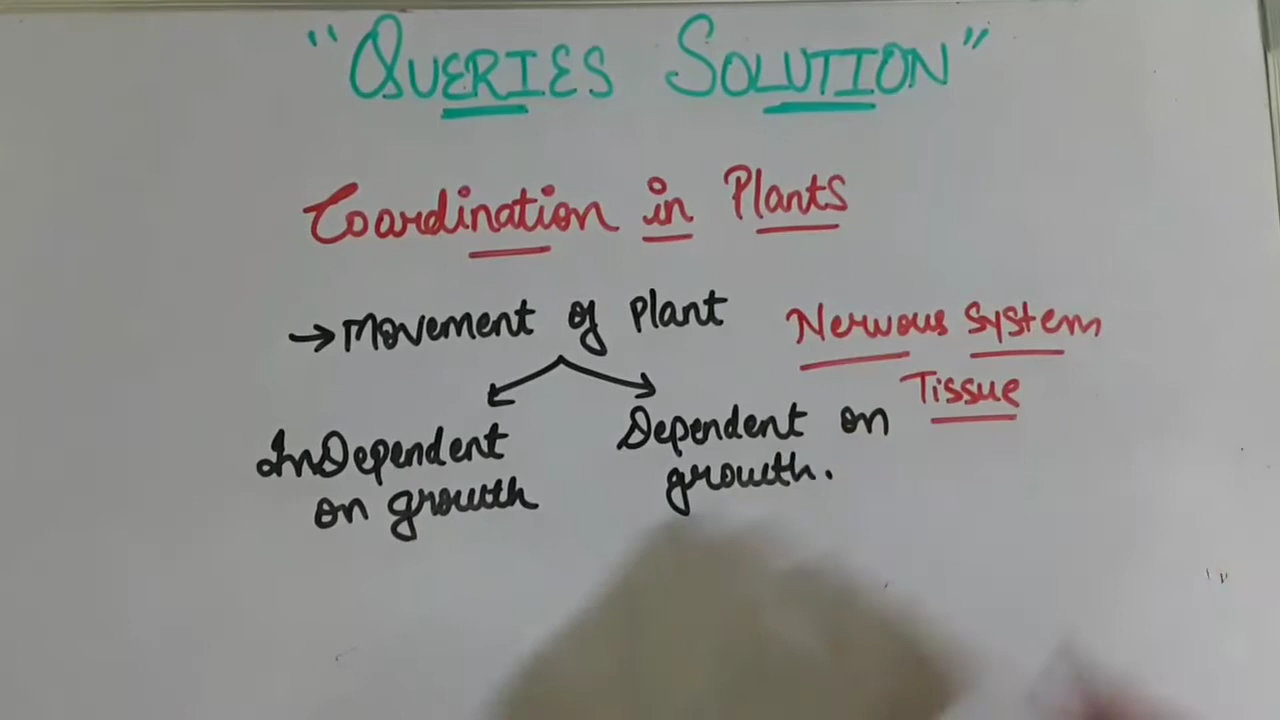 "QUERIES SOLUTION"
Coordination in Plants
→ Movement of Plant
Nervous System
Tissue
InDependent
on growth
Dependent on
growth.